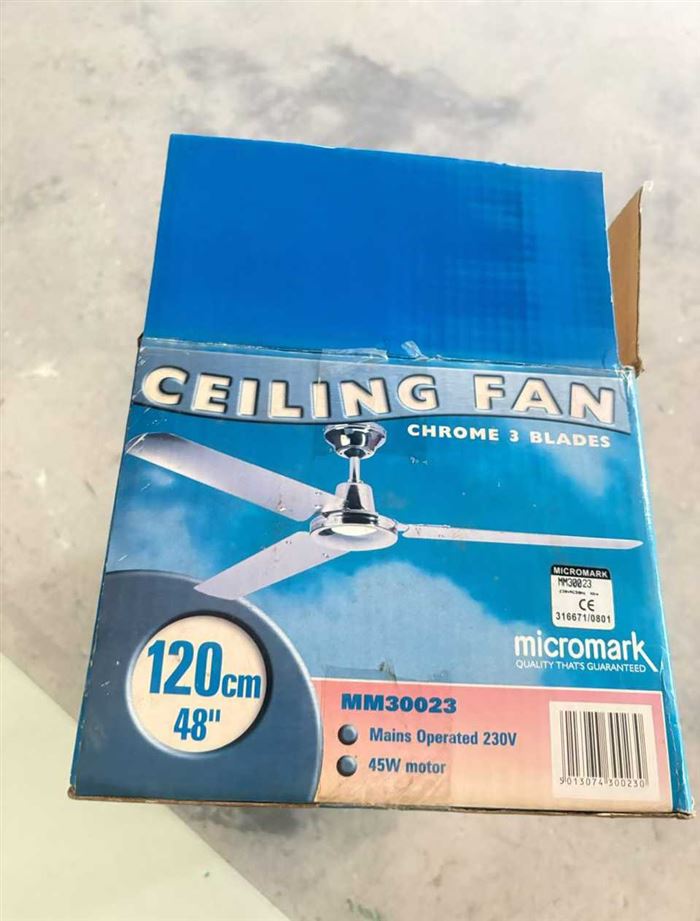 CEILING FAN
CHROME 3 BLADES
MICROMARK
MM30023
CE
316671/0801
micromark
QUALITY THAT'S GUARANTEED
120cm
48"
MM30023
Mains Operated 230V
45W motor
5013074300230